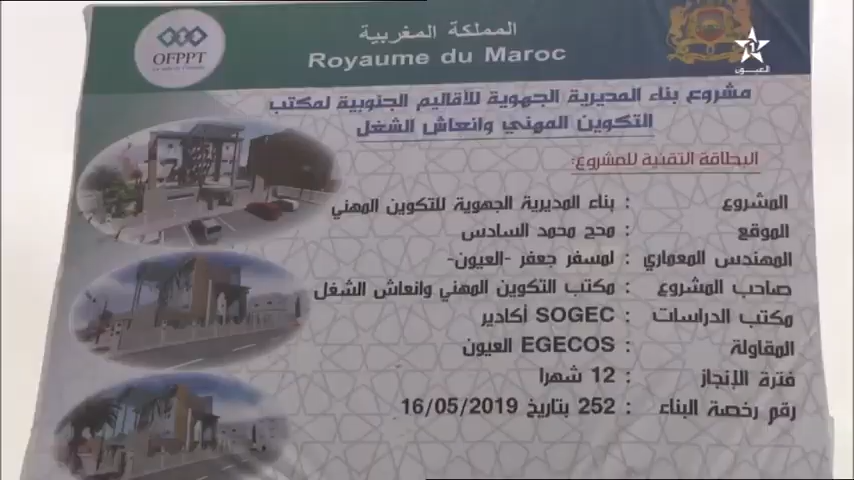 OFPPT
المملكة المغربية
Royaume du Maroc
العيون
مشروع بناء المديرية الجهوية للأقاليم الجنوبية لمكتب
التكوين المهني وانعاش الشغل
البطاقة التقنية للمشروع:
المشروع : بناء المديرية الجهوية للتكوين المهني
الموقع : محج محمد السادس
المهندس المعماري : لمسفر جعفر -العيون-
صاحب المشروع : مكتب التكوين المهني وانعاش الشغل
مكتب الدراسات : SOGEC أكادير
المقاولة : EGECOS العيون
فترة الإنجاز : 12 شهرا
رقم رخصة البناء : 252 بتاريخ 16/05/2019